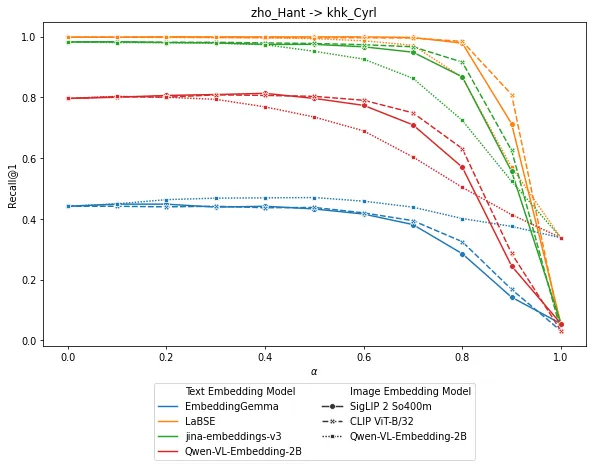 zho_Hant -> khk_Cyrl
1.0
0.8
0.6
0.4
0.2
0.0
Recall@1
0.0 0.2 0.4 0.6 0.8 1.0
α
Text Embedding Model
EmbeddingGemma
LaBSE
jina-embeddings-v3
Qwen-VL-Embedding-2B
Image Embedding Model
SigLIP 2 So400m
CLIP ViT-B/32
Qwen-VL-Embedding-2B